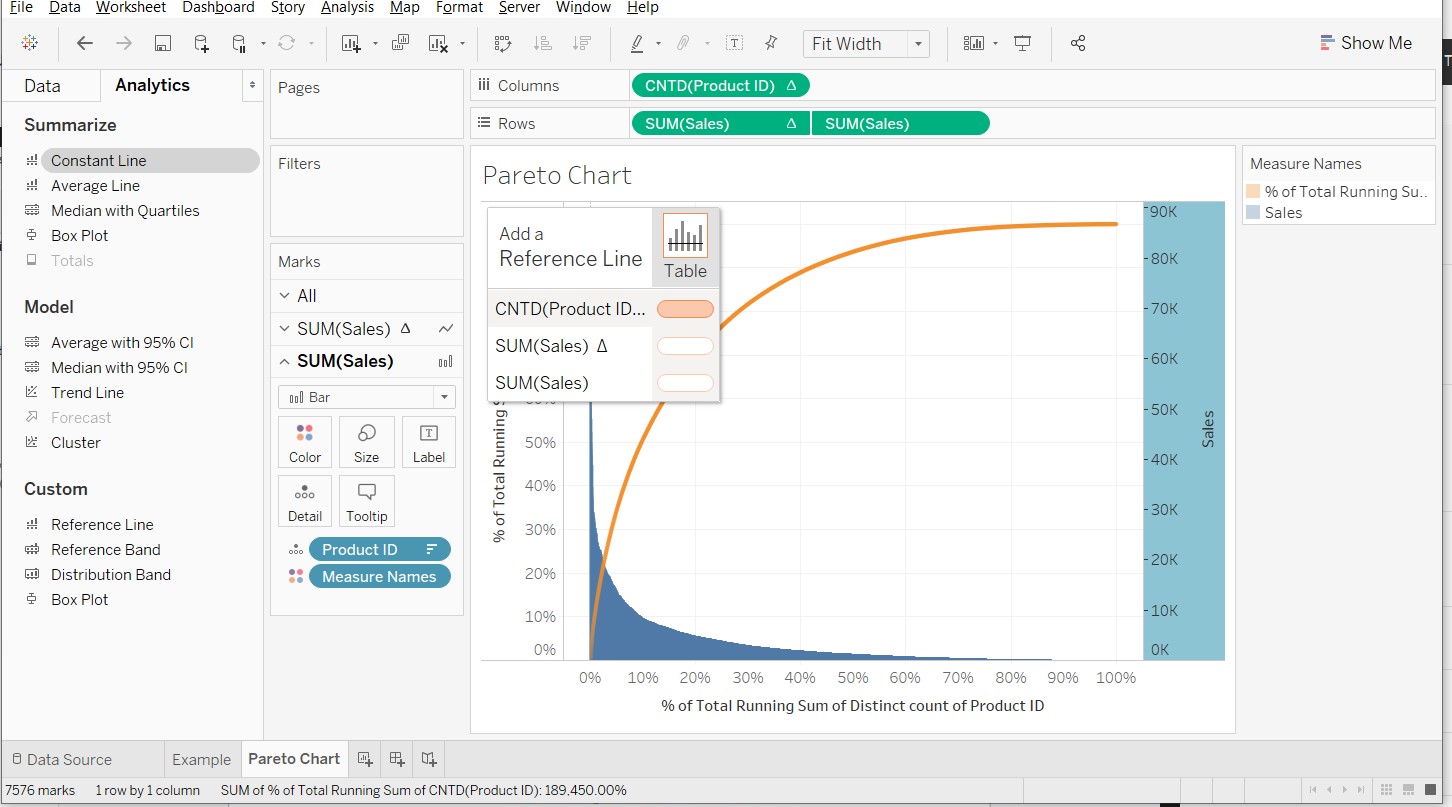 File Data Worksheet Dashboard Story Analysis Map Format Server Window Help
Fit Width
Show Me
Data Analytics
Summarize
Constant Line
Average Line
Median with Quartiles
Box Plot
Totals
Model
Average with 95% CI
Median with 95% CI
Trend Line
Forecast
Cluster
Custom
Reference Line
Reference Band
Distribution Band
Box Plot
Pages
Filters
Marks
All
SUM(Sales) Δ
SUM(Sales)
Bar
Color Size Label
Detail Tooltip
Product ID
Measure Names
Columns CNTD(Product ID) Δ
Rows SUM(Sales) Δ SUM(Sales)
Pareto Chart
Add a
Reference Line
Table
CNTD(Product ID...
SUM(Sales) Δ
SUM(Sales)
% of Total Running
50%
40%
30%
20%
10%
0%
0% 10% 20% 30% 40% 50% 60% 70% 80% 90% 100%
% of Total Running Sum of Distinct count of Product ID
90K
80K
70K
60K
50K
40K
30K
20K
10K
0K
Sales
Measure Names
% of Total Running Su..
Sales
Data Source Example Pareto Chart
7576 marks 1 row by 1 column SUM of % of Total Running Sum of CNTD(Product ID): 189,450.00%